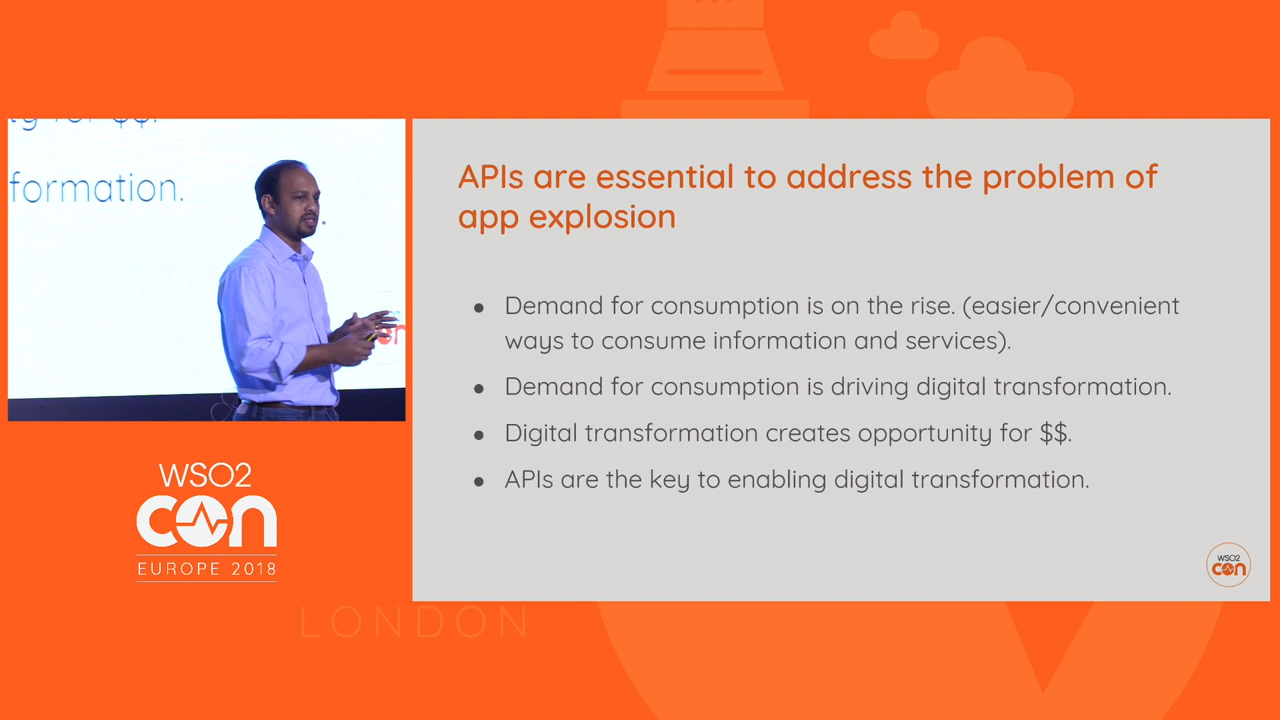 ty for $$.
formation.
APIs are essential to address the problem of
app explosion
● Demand for consumption is on the rise. (easier/convenient
ways to consume information and services).
● Demand for consumption is driving digital transformation.
● Digital transformation creates opportunity for $$.
● APIs are the key to enabling digital transformation.
WSO2
con
EUROPE 2018
WSO2
con
LONDON